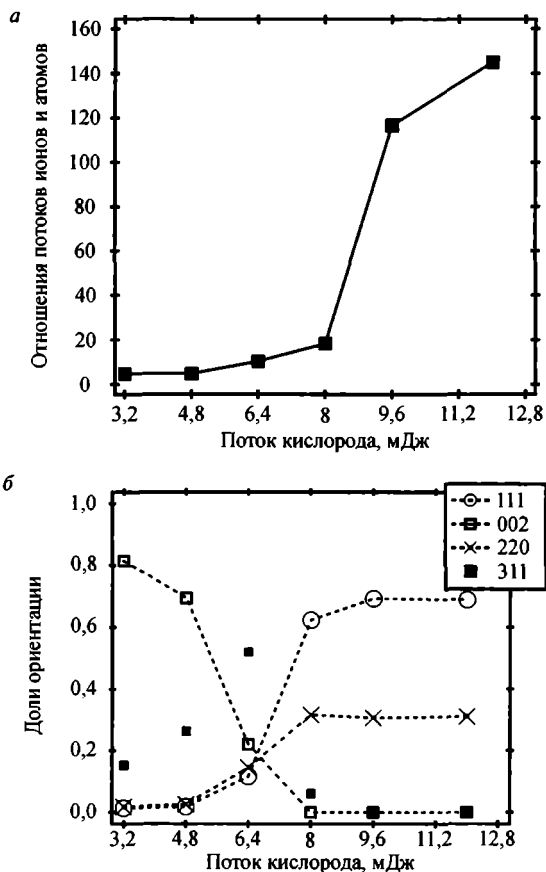 а
160
140
120
100
80
60
40
20
0
Отношения потоков ионов и атомов
3,2 4,8 6,4 8 9,6 11,2 12,8
Поток кислорода, мДж
б
1,0
0,8
0,6
0,4
0,2
0,0
Доли ориентации
111
002
220
311
3,2 4,8 6,4 8 9,6 11,2 12,8
Поток кислорода, мДж